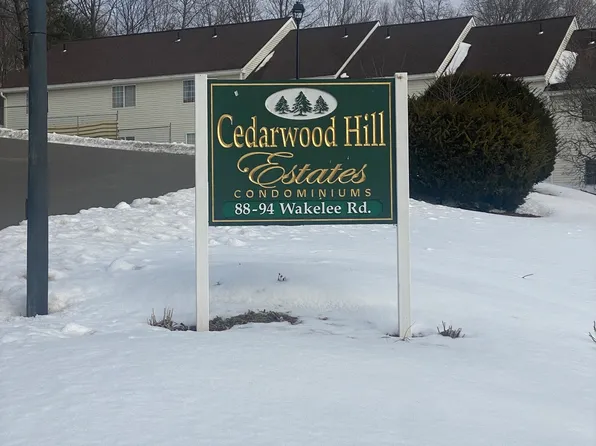 Cedarwood Hill
Estates
CONDOMINIUMS
88-94 Wakelee Rd.